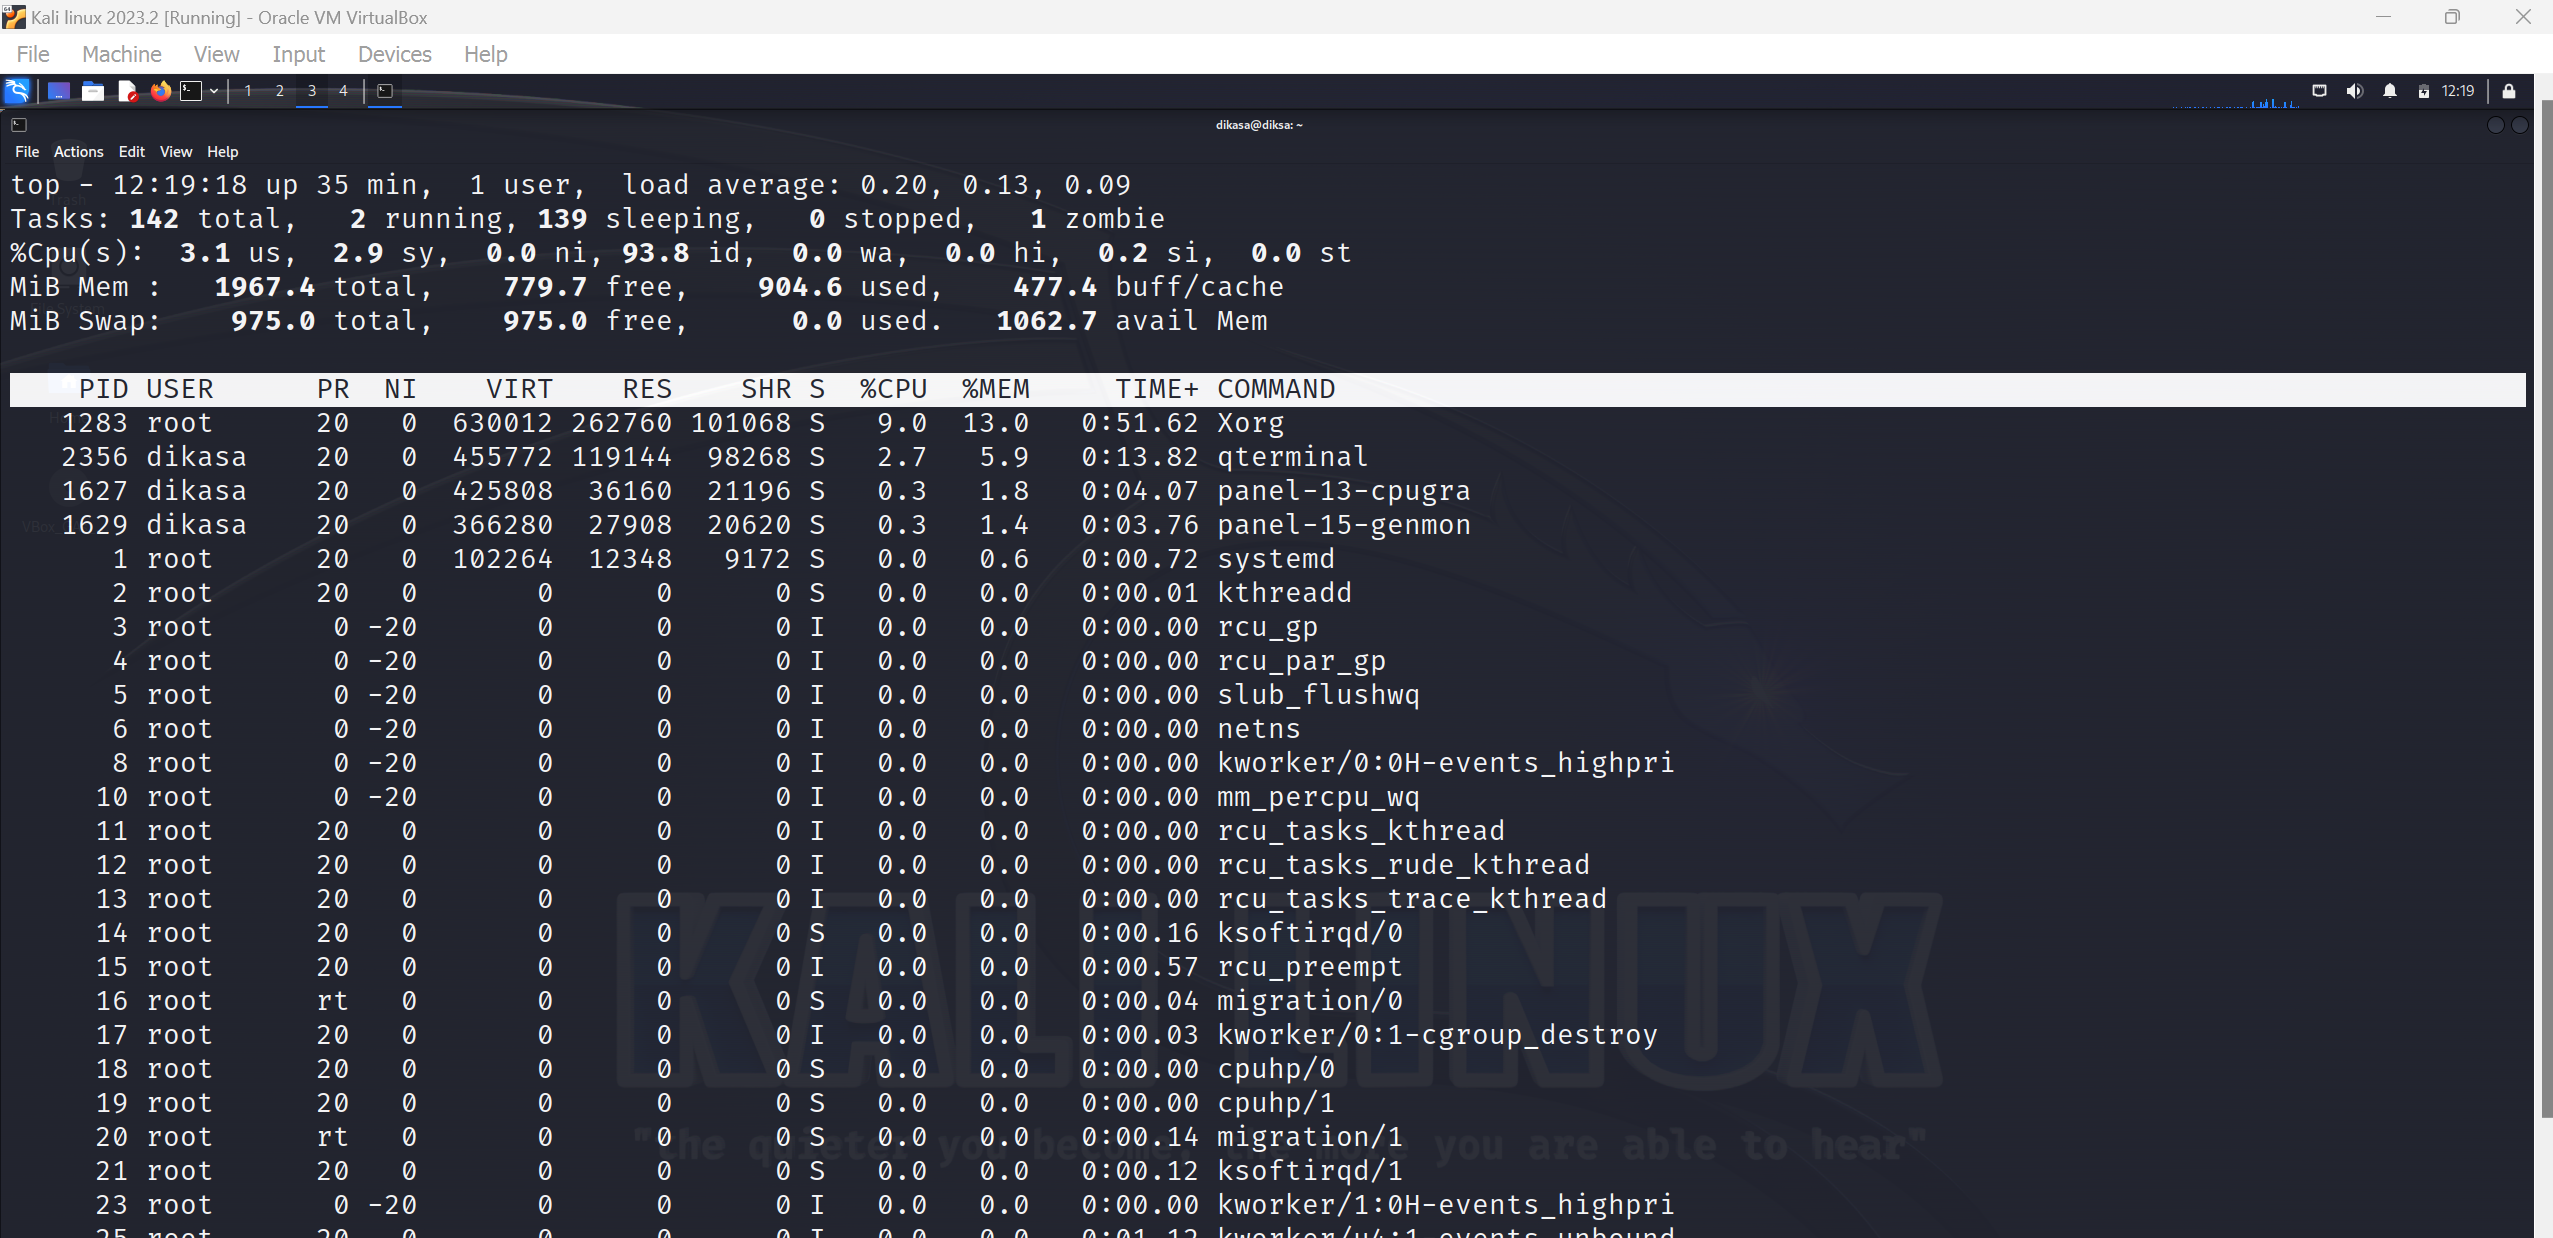 Kali linux 2023.2 [Running] - Oracle VM VirtualBox
File Machine View Input Devices Help
1 2 3 4 12:19
dikasa@diksa: ~
File Actions Edit View Help
top - 12:19:18 up 35 min,  1 user,  load average: 0.20, 0.13, 0.09
Tasks: 142 total,   2 running, 139 sleeping,   0 stopped,   1 zombie
%Cpu(s):  3.1 us,  2.9 sy,  0.0 ni, 93.8 id,  0.0 wa,  0.0 hi,  0.2 si,  0.0 st
MiB Mem :   1967.4 total,    779.7 free,    904.6 used,    477.4 buff/cache
MiB Swap:    975.0 total,    975.0 free,      0.0 used.   1062.7 avail Mem
PID USER PR NI VIRT RES SHR S %CPU %MEM TIME+ COMMAND
1283 root 20 0 630012 262760 101068 S 9.0 13.0 0:51.62 Xorg
2356 dikasa 20 0 455772 119144 98268 S 2.7 5.9 0:13.82 qterminal
1627 dikasa 20 0 425808 36160 21196 S 0.3 1.8 0:04.07 panel-13-cpugra
1629 dikasa 20 0 366280 27908 20620 S 0.3 1.4 0:03.76 panel-15-genmon
1 root 20 0 102264 12348 9172 S 0.0 0.6 0:00.72 systemd
2 root 20 0 0 0 0 S 0.0 0.0 0:00.01 kthreadd
3 root 0 -20 0 0 0 I 0.0 0.0 0:00.00 rcu_gp
4 root 0 -20 0 0 0 I 0.0 0.0 0:00.00 rcu_par_gp
5 root 0 -20 0 0 0 I 0.0 0.0 0:00.00 slub_flushwq
6 root 0 -20 0 0 0 I 0.0 0.0 0:00.00 netns
8 root 0 -20 0 0 0 I 0.0 0.0 0:00.00 kworker/0:0H-events_highpri
10 root 0 -20 0 0 0 I 0.0 0.0 0:00.00 mm_percpu_wq
11 root 20 0 0 0 0 I 0.0 0.0 0:00.00 rcu_tasks_kthread
12 root 20 0 0 0 0 I 0.0 0.0 0:00.00 rcu_tasks_rude_kthread
13 root 20 0 0 0 0 I 0.0 0.0 0:00.00 rcu_tasks_trace_kthread
14 root 20 0 0 0 0 S 0.0 0.0 0:00.16 ksoftirqd/0
15 root 20 0 0 0 0 I 0.0 0.0 0:00.57 rcu_preempt
16 root rt 0 0 0 0 S 0.0 0.0 0:00.04 migration/0
17 root 20 0 0 0 0 I 0.0 0.0 0:00.03 kworker/0:1-cgroup_destroy
18 root 20 0 0 0 0 S 0.0 0.0 0:00.00 cpuhp/0
19 root 20 0 0 0 0 S 0.0 0.0 0:00.00 cpuhp/1
20 root rt 0 0 0 0 S 0.0 0.0 0:00.14 migration/1
21 root 20 0 0 0 0 S 0.0 0.0 0:00.12 ksoftirqd/1
23 root 0 -20 0 0 0 I 0.0 0.0 0:00.00 kworker/1:0H-events_highpri
KALI LINUX
"the quieter you become, the more you are able to hear"